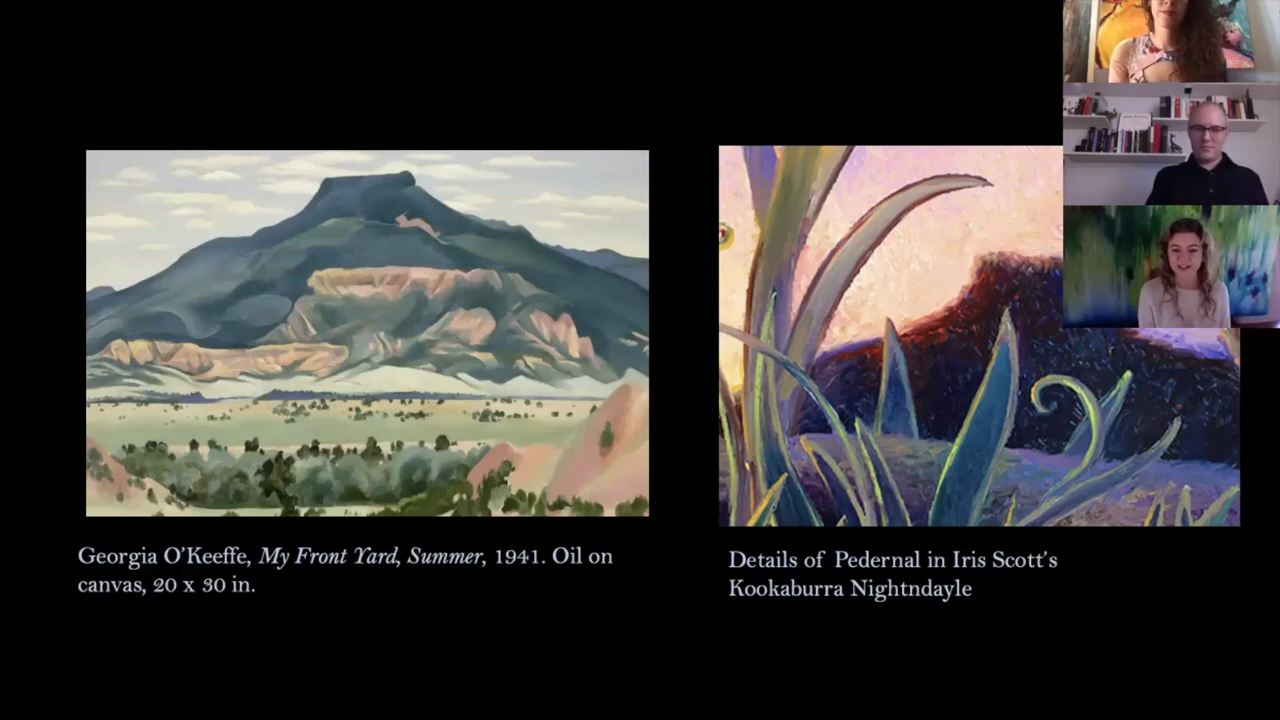 Georgia O'Keeffe, My Front Yard, Summer, 1941. Oil on
canvas, 20 x 30 in.
Details of Pedernal in Iris Scott's
Kookaburra Nightndayle